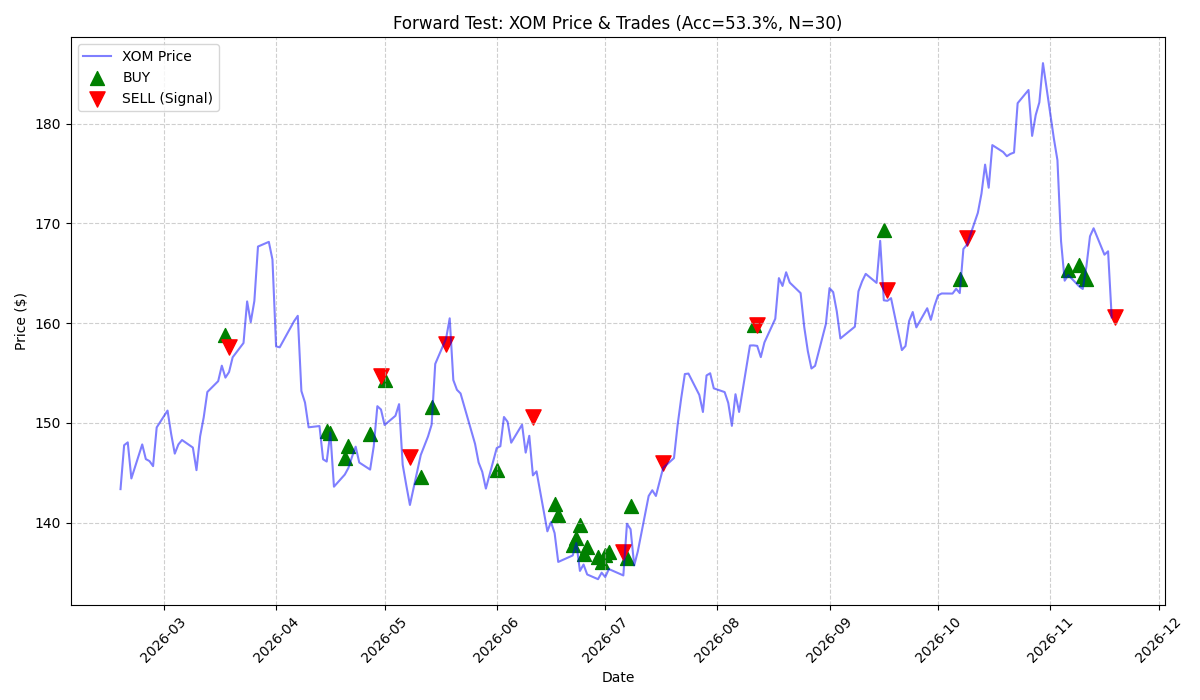 Forward Test: XOM Price & Trades (Acc=53.3%, N=30)
XOM Price
BUY
SELL (Signal)
Price ($)
180
170
160
150
140
2026-03
2026-04
2026-05
2026-06
2026-07
2026-08
2026-09
2026-10
2026-11
2026-12
Date